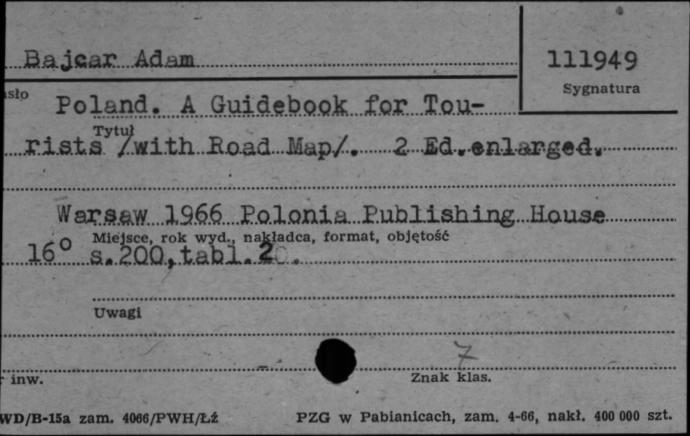 Bajcar Adam
111949
Sygnatura
Poland. A Guidebook for Tou-
Tytuł
rists /with Road Map/. 2 Ed.enlarged.
Warsaw 1966 Polonia Publishing House
Miejsce, rok wyd., nakładca, format, objętość
16° s.200,tabl.
Uwagi
7
inw.
Znak klas.
WD/B-15a zam. 4066/PWH/Łź
PZG w Pabianicach, zam. 4-66, nakł. 400 000 szt.